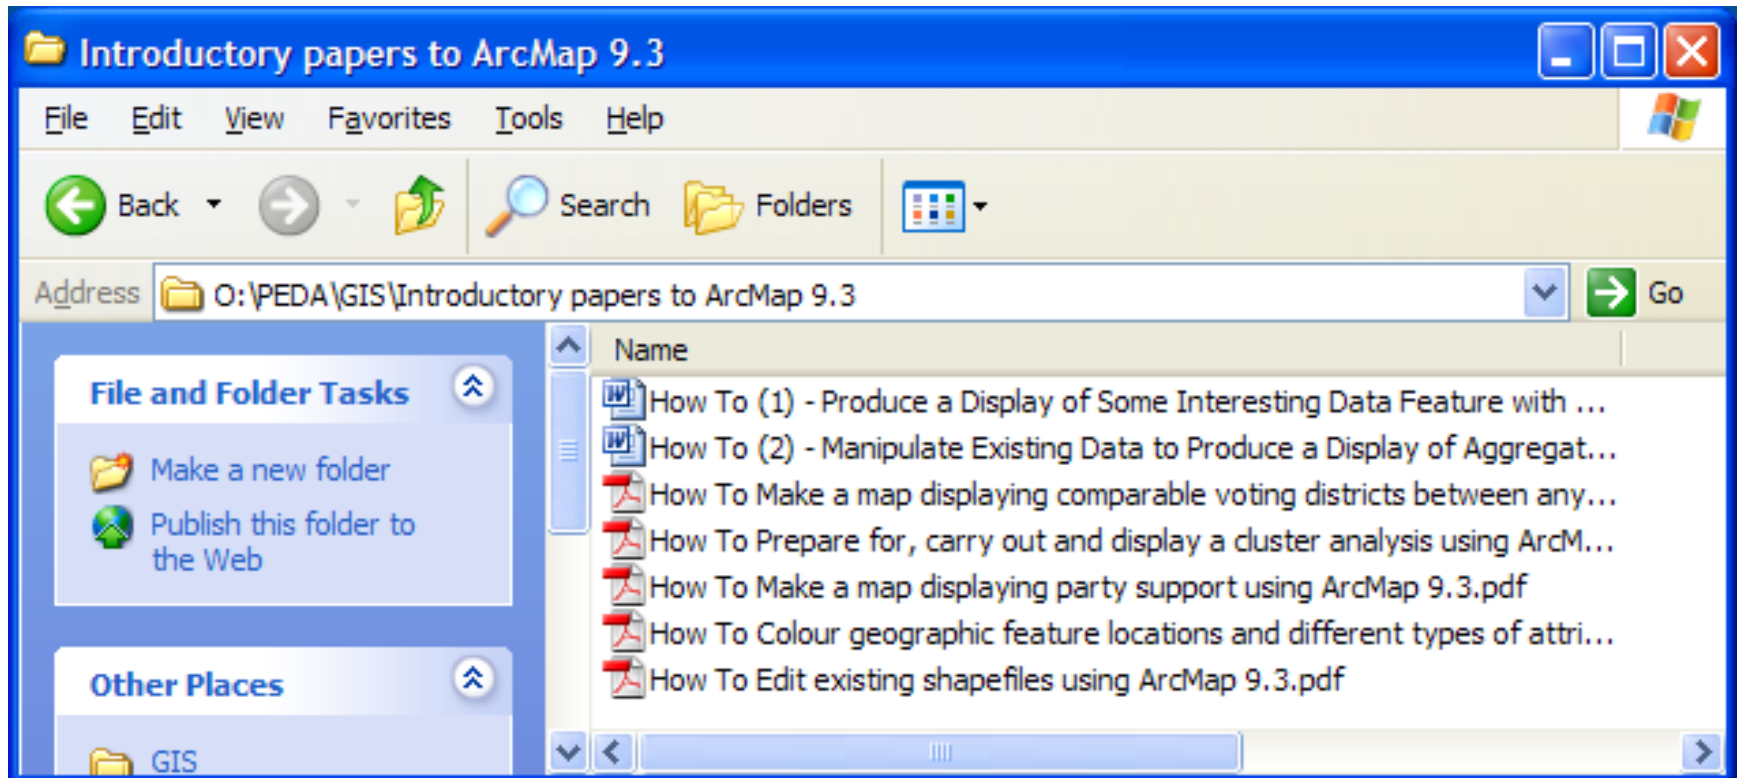 Introductory papers to ArcMap 9.3
File Edit View Favorites Tools Help
Back Search Folders
Address O:\PEDA\GIS\Introductory papers to ArcMap 9.3 Go
Name
File and Folder Tasks
Make a new folder
Publish this folder to
the Web
Other Places
GIS
How To (1) - Produce a Display of Some Interesting Data Feature with ...
How To (2) - Manipulate Existing Data to Produce a Display of Aggregat...
How To Make a map displaying comparable voting districts between any...
How To Prepare for, carry out and display a cluster analysis using ArcM...
How To Make a map displaying party support using ArcMap 9.3.pdf
How To Colour geographic feature locations and different types of attri...
How To Edit existing shapefiles using ArcMap 9.3.pdf